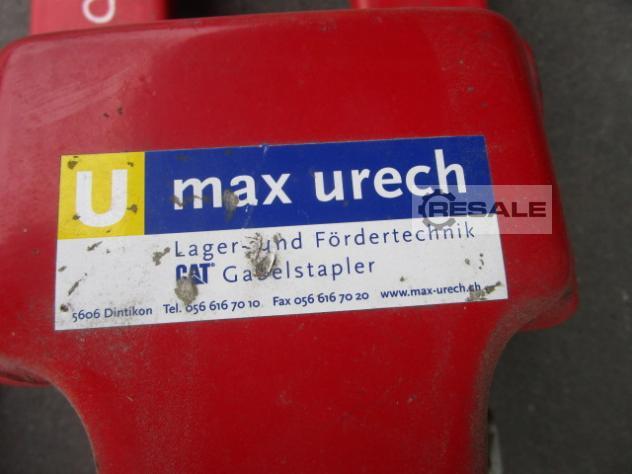 U max urech
RESALE
Lager- und Fördertechnik
CAT Gabelstapler
5606 Dintikon Tel. 056 616 70 10 Fax 056 616 70 20 www.max-urech.ch